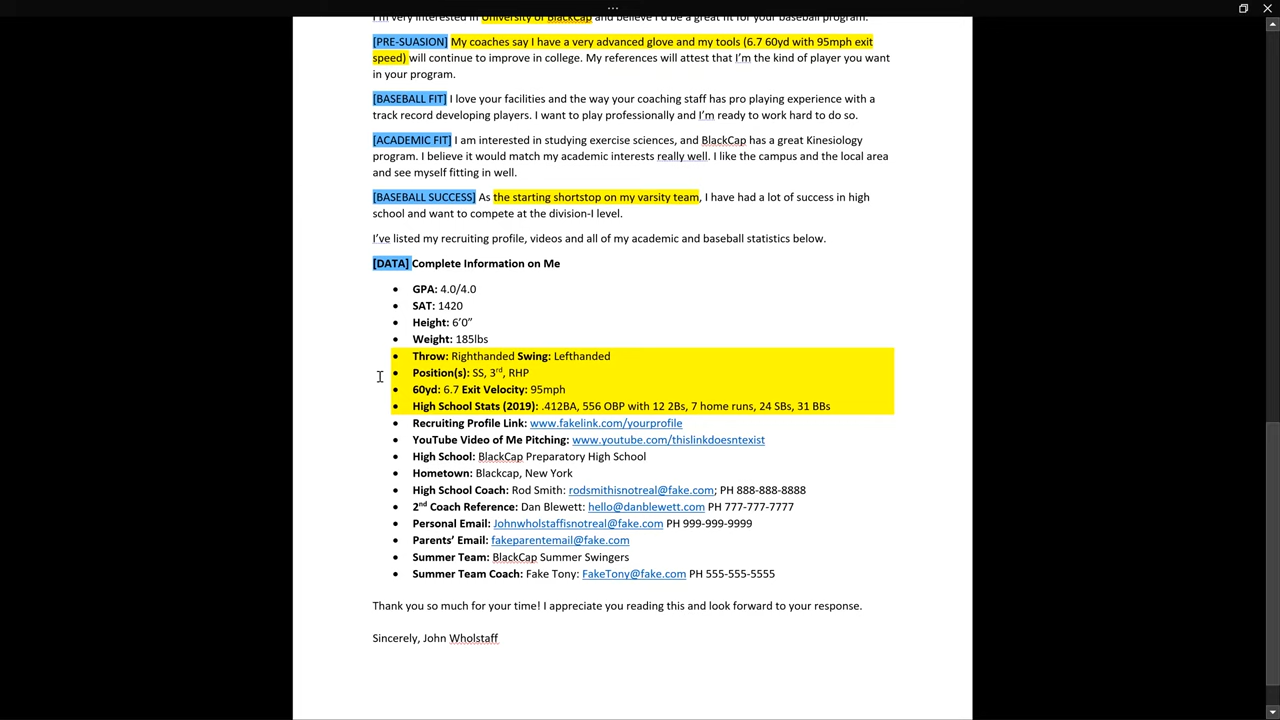 I'm very interested in University of BlackCap and believe I'd be a great fit for your baseball program.
[PRE-SUASION] My coaches say I have a very advanced glove and my tools (6.7 60yd with 95mph exit
speed) will continue to improve in college. My references will attest that I'm the kind of player you want
in your program.
[BASEBALL FIT] I love your facilities and the way your coaching staff has pro playing experience with a
track record developing players. I want to play professionally and I'm ready to work hard to do so.
[ACADEMIC FIT] I am interested in studying exercise sciences, and BlackCap has a great Kinesiology
program. I believe it would match my academic interests really well. I like the campus and the local area
and see myself fitting in well.
[BASEBALL SUCCESS] As the starting shortstop on my varsity team, I have had a lot of success in high
school and want to compete at the division-I level.
I've listed my recruiting profile, videos and all of my academic and baseball statistics below.
[DATA] Complete Information on Me
• GPA: 4.0/4.0
• SAT: 1420
• Height: 6'0"
• Weight: 185lbs
• Throw: Righthanded Swing: Lefthanded
• Position(s): SS, 3rd, RHP
• 60yd: 6.7 Exit Velocity: 95mph
• High School Stats (2019): .412BA, 556 OBP with 12 2Bs, 7 home runs, 24 SBs, 31 BBs
• Recruiting Profile Link: www.fakelink.com/yourprofile
• YouTube Video of Me Pitching: www.youtube.com/thislinkdoesntexist
• High School: BlackCap Preparatory High School
• Hometown: Blackcap, New York
• High School Coach: Rod Smith: rodsmithisnotreal@fake.com; PH 888-888-8888
• 2nd Coach Reference: Dan Blewett: hello@danblewett.com PH 777-777-7777
• Personal Email: Johnwholstaffisnotreal@fake.com PH 999-999-9999
• Parents' Email: fakeparentemail@fake.com
• Summer Team: BlackCap Summer Swingers
• Summer Team Coach: Fake Tony: FakeTony@fake.com PH 555-555-5555
Thank you so much for your time! I appreciate you reading this and look forward to your response.
Sincerely, John Wholstaff